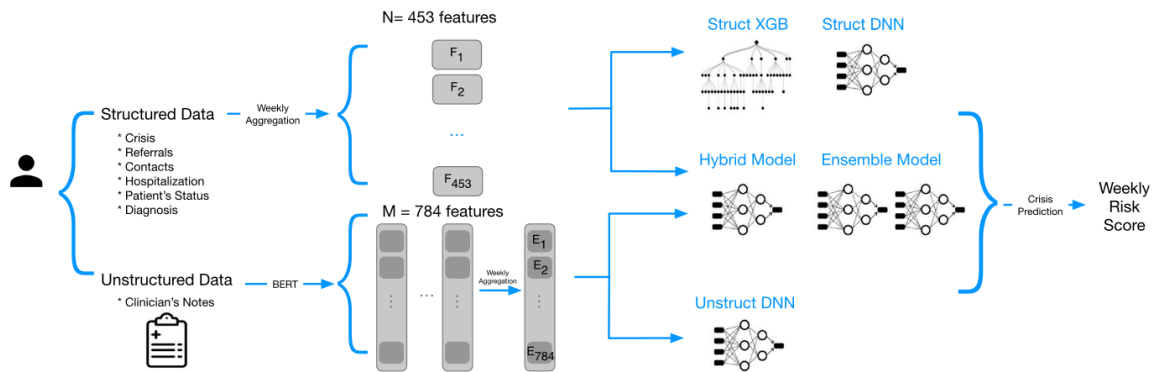 N= 453 features
F1
F2
...
F453
Structured Data
* Crisis
* Referrals
* Contacts
* Hospitalization
* Patient's Status
* Diagnosis
Weekly
Aggregation
Unstructured Data
* Clinician's Notes
BERT
M = 784 features
...
Weekly
Aggregation
E1
E2
E784
Struct XGB
Struct DNN
Hybrid Model
Ensemble Model
Unstruct DNN
Crisis
Prediction
Weekly
Risk
Score